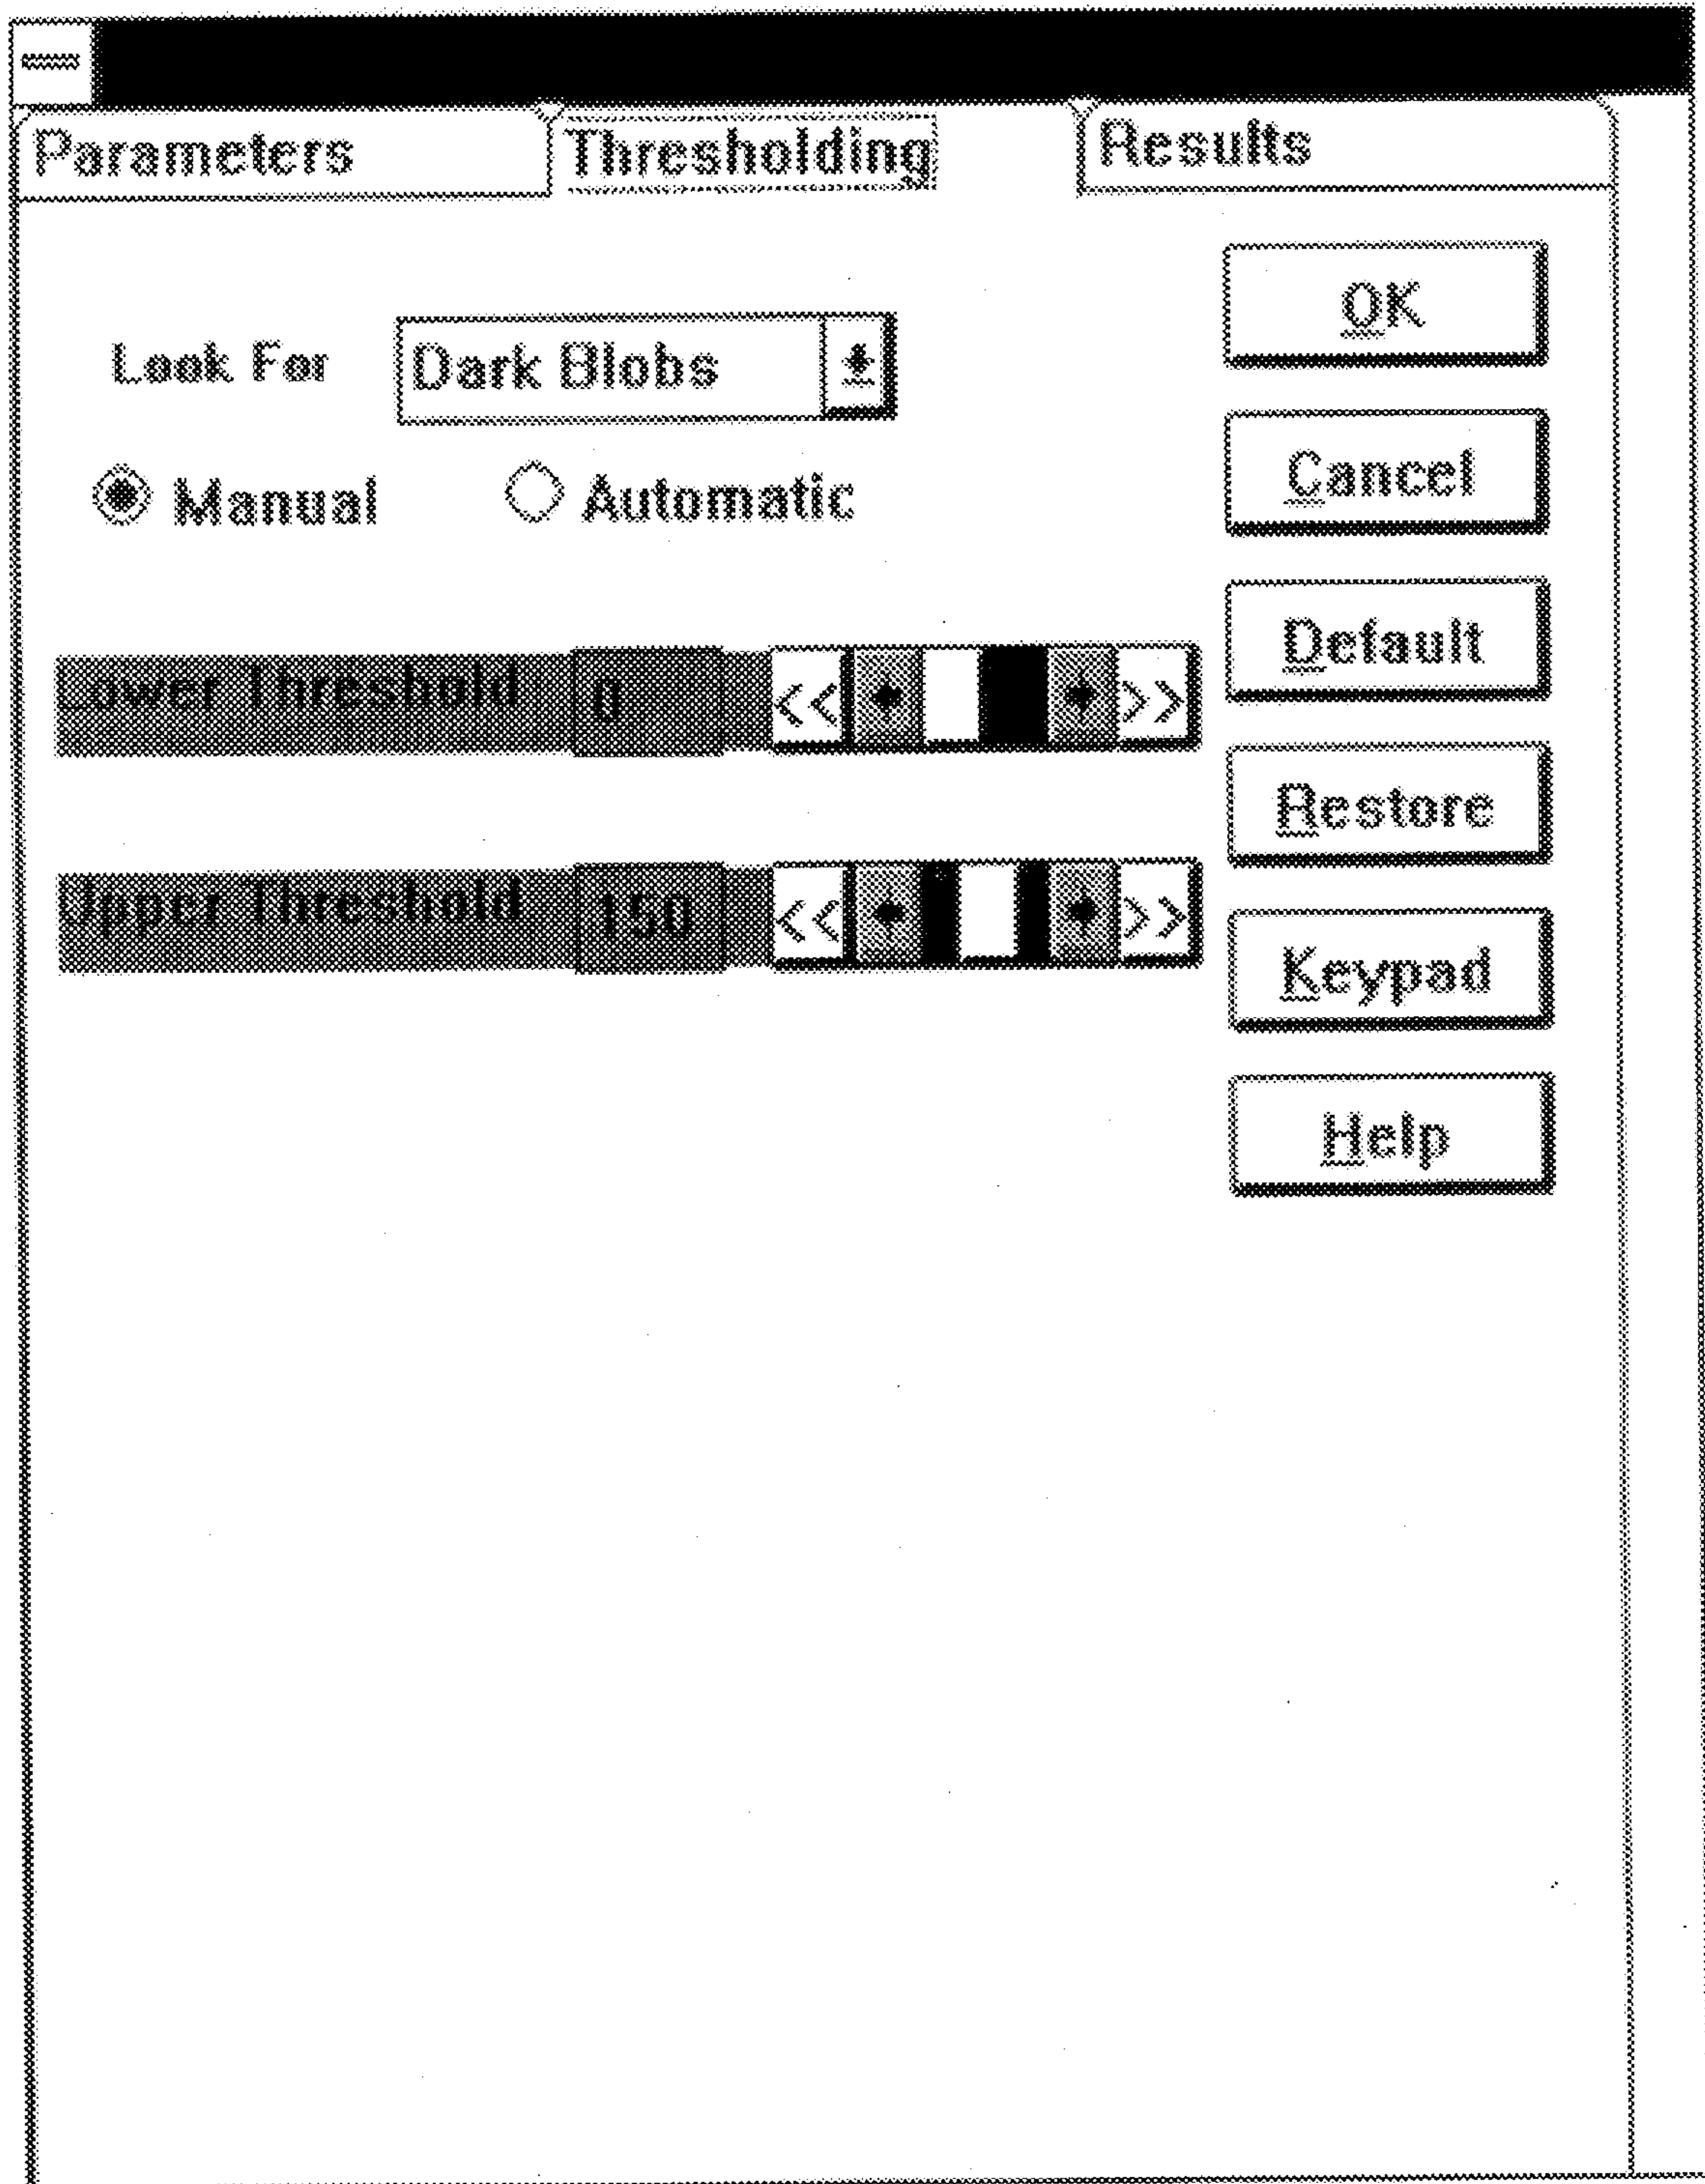 Parameters Thresholding Results
Look For Dark Blobs
Manual Automatic
Lower Threshold 0 << >>
Upper Threshold 150 << >>
OK
Cancel
Default
Restore
Keypad
Help